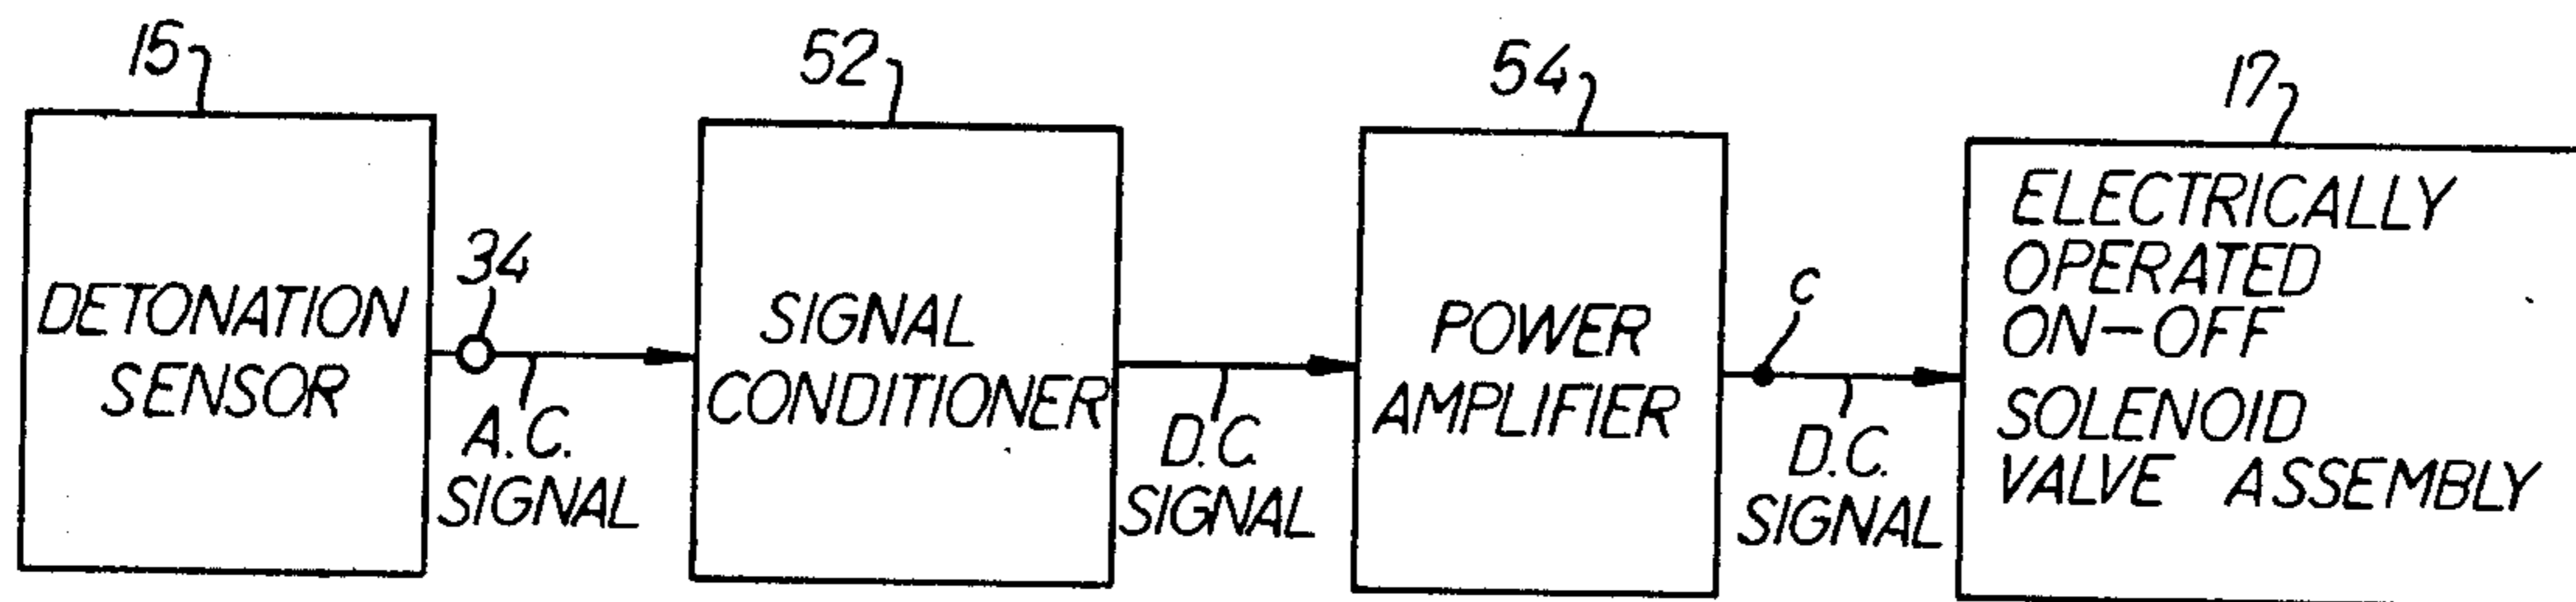 15
52
54
17
DETONATION
SENSOR
34
A.C.
SIGNAL
SIGNAL
CONDITIONER
D.C.
SIGNAL
POWER
AMPLIFIER
C
D.C.
SIGNAL
ELECTRICALLY
OPERATED
ON-OFF
SOLENOID
VALVE ASSEMBLY